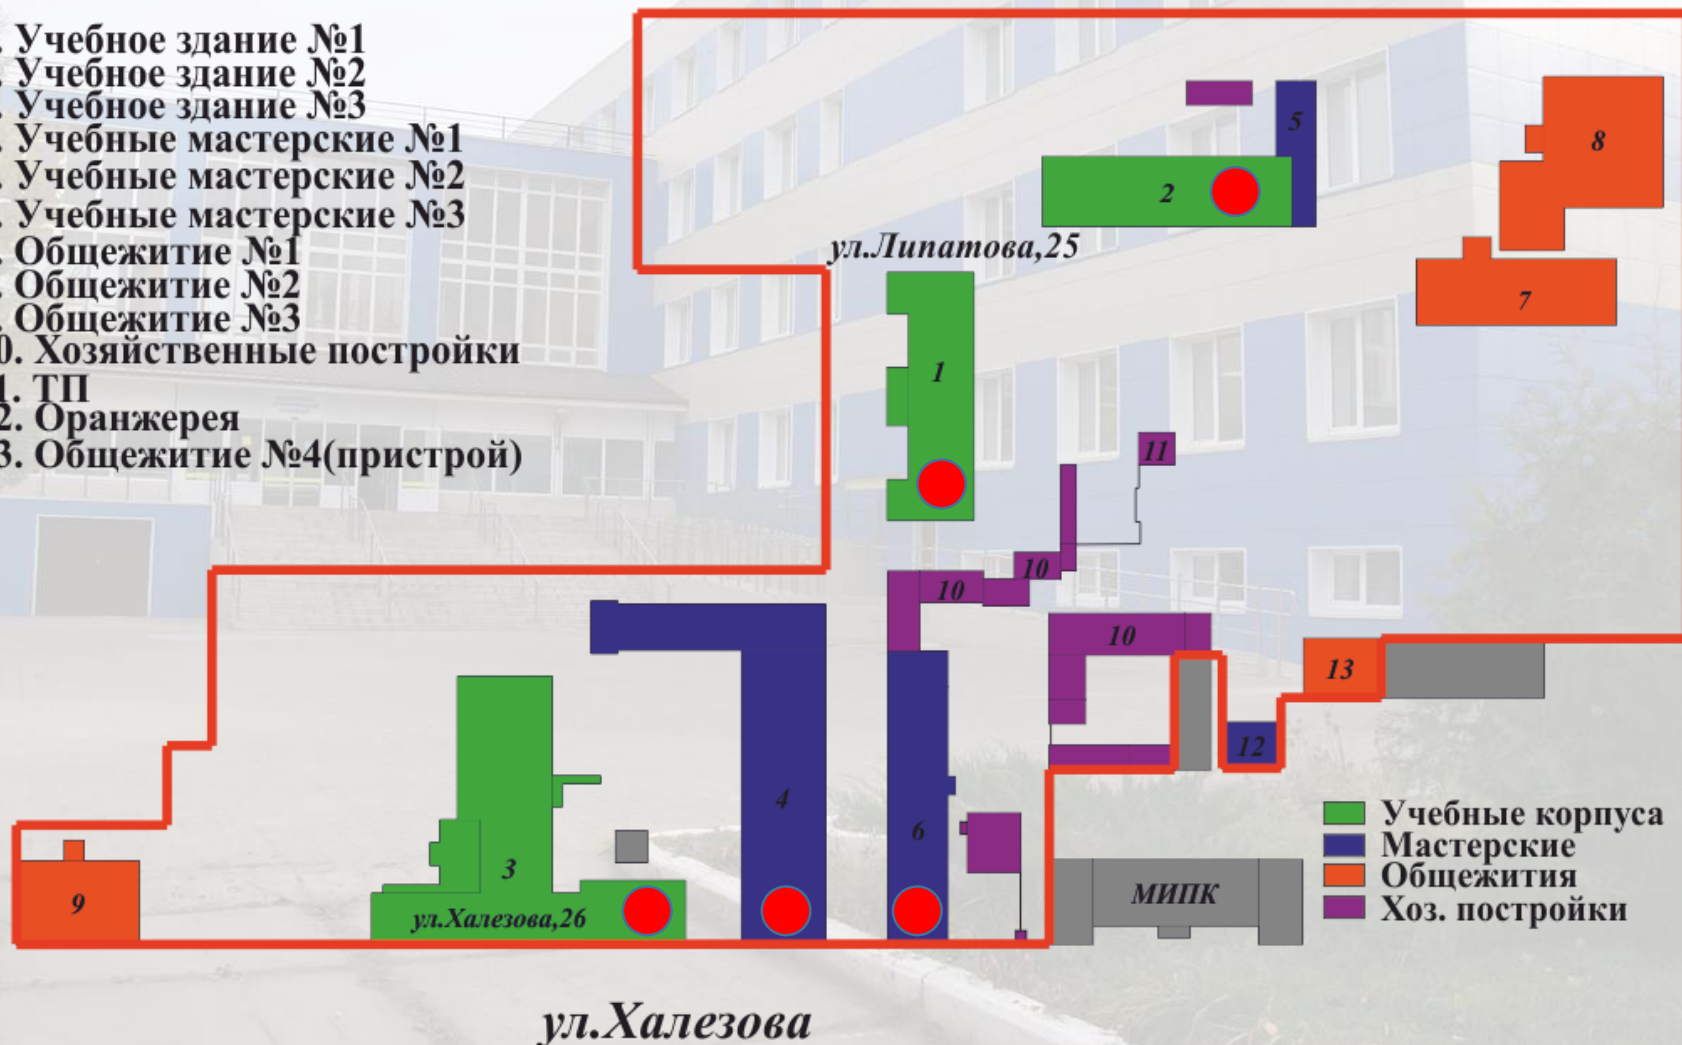 . Учебное здание №1
. Учебное здание №2
. Учебное здание №3
. Учебные мастерские №1
. Учебные мастерские №2
. Учебные мастерские №3
. Общежитие №1
. Общежитие №2
. Общежитие №3
0. Хозяйственные постройки
1. ТП
2. Оранжерея
3. Общежитие №4(пристрой)
5
8
2
ул.Липатова,25
7
1
11
10
10
10
13
12
4
6
3
9
ул.Халезова,26
МИПК
Учебные корпуса
Мастерские
Общежития
Хоз. постройки
ул.Халезова